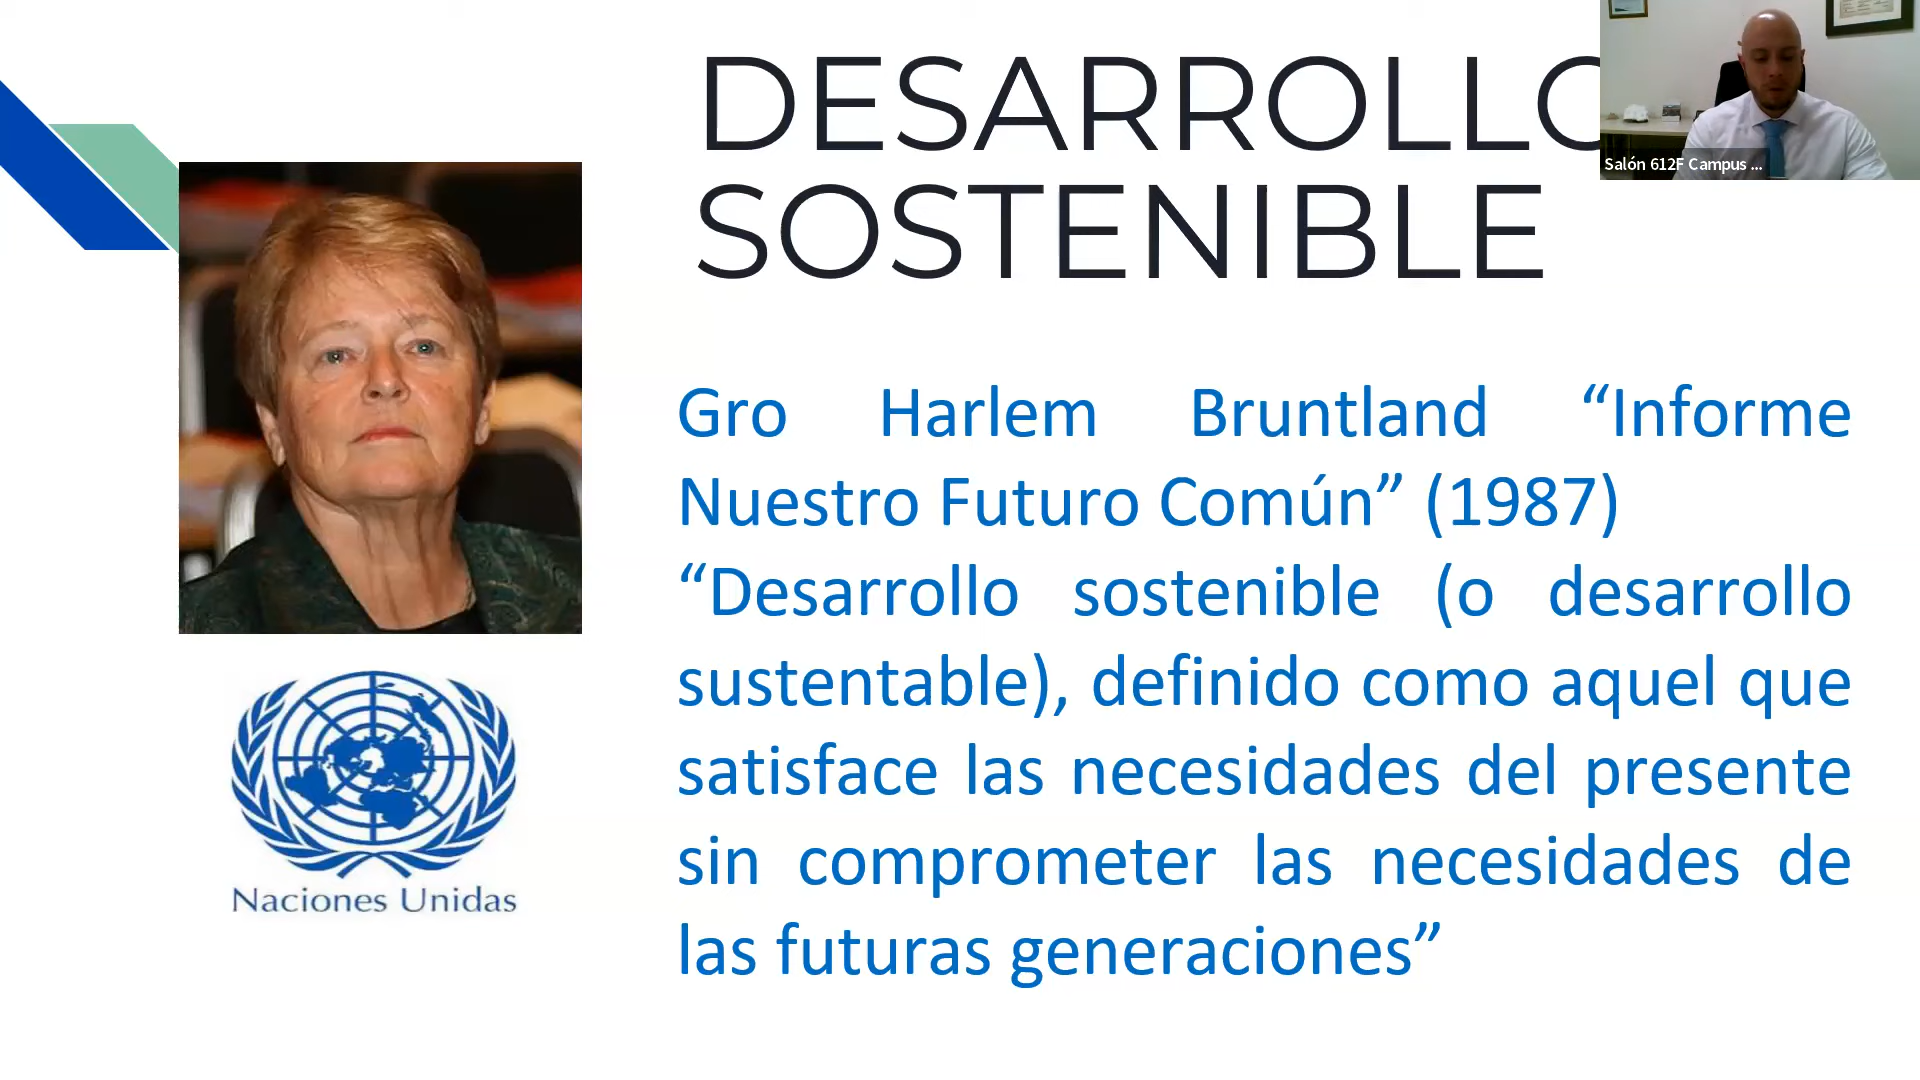 DESARROLLO
SOSTENIBLE
Salón 612F Campus ...
Gro Harlem Bruntland “Informe
Nuestro Futuro Común” (1987)
“Desarrollo sostenible (o desarrollo
sustentable), definido como aquel que
satisface las necesidades del presente
sin comprometer las necesidades de
las futuras generaciones”
Naciones Unidas